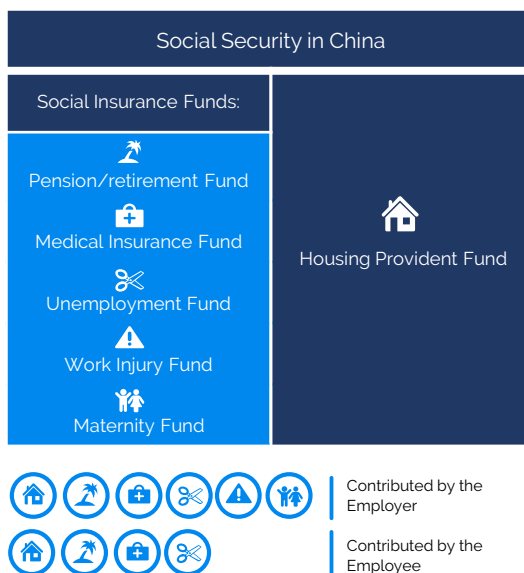 Social Security in China
Social Insurance Funds:
Pension/retirement Fund
Medical Insurance Fund
Unemployment Fund
Work Injury Fund
Maternity Fund
Housing Provident Fund
Contributed by the
Employer
Contributed by the
Employee